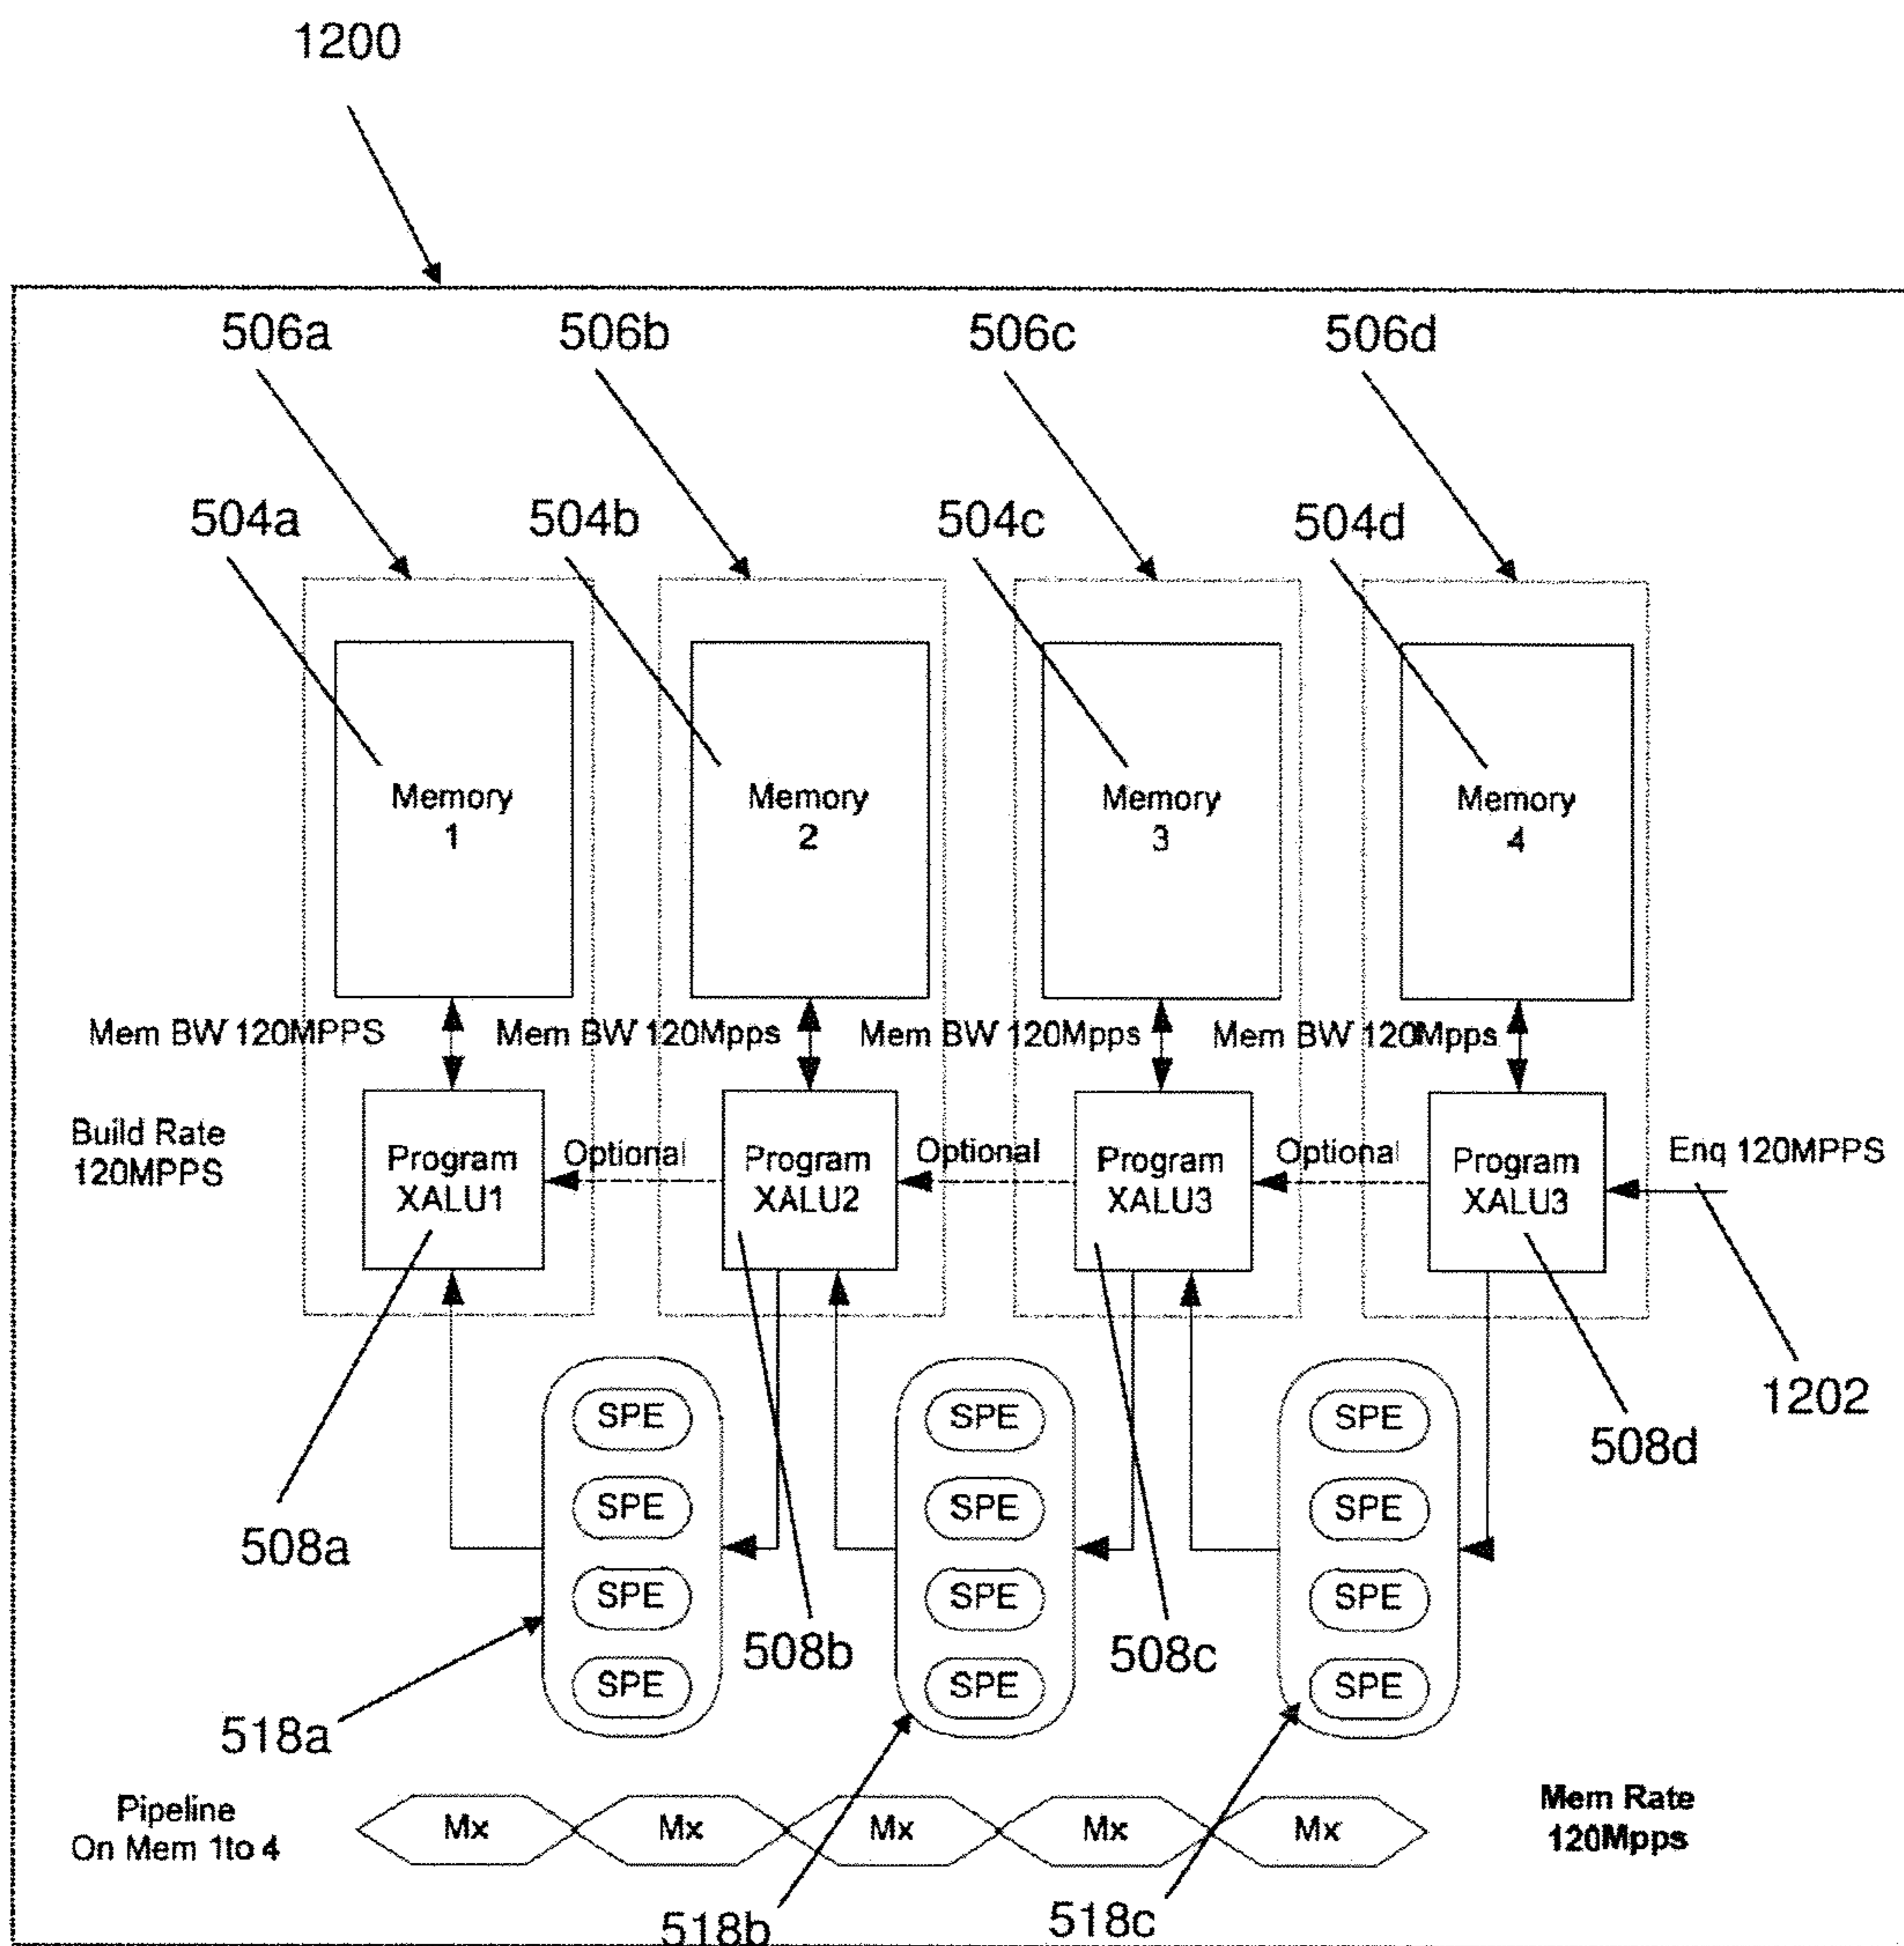 1200
506a
506b
506c
506d
504a
504b
504c
504d
Memory
1
Memory
2
Memory
3
Memory
4
Mem BW 120MPPS
Mem BW 120Mpps
Mem BW 120Mpps
Mem BW 120Mpps
Build Rate
120MPPS
Program
XALU1
Optional
Program
XALU2
Optional
Program
XALU3
Optional
Program
XALU3
Enq 120MPPS
1202
508d
508a
508b
508c
SPE
SPE
SPE
SPE
SPE
SPE
SPE
SPE
SPE
SPE
SPE
SPE
518a
Pipeline
On Mem 1to 4
Mx
Mx
Mx
Mx
Mx
Mem Rate
120Mpps
518b
518c